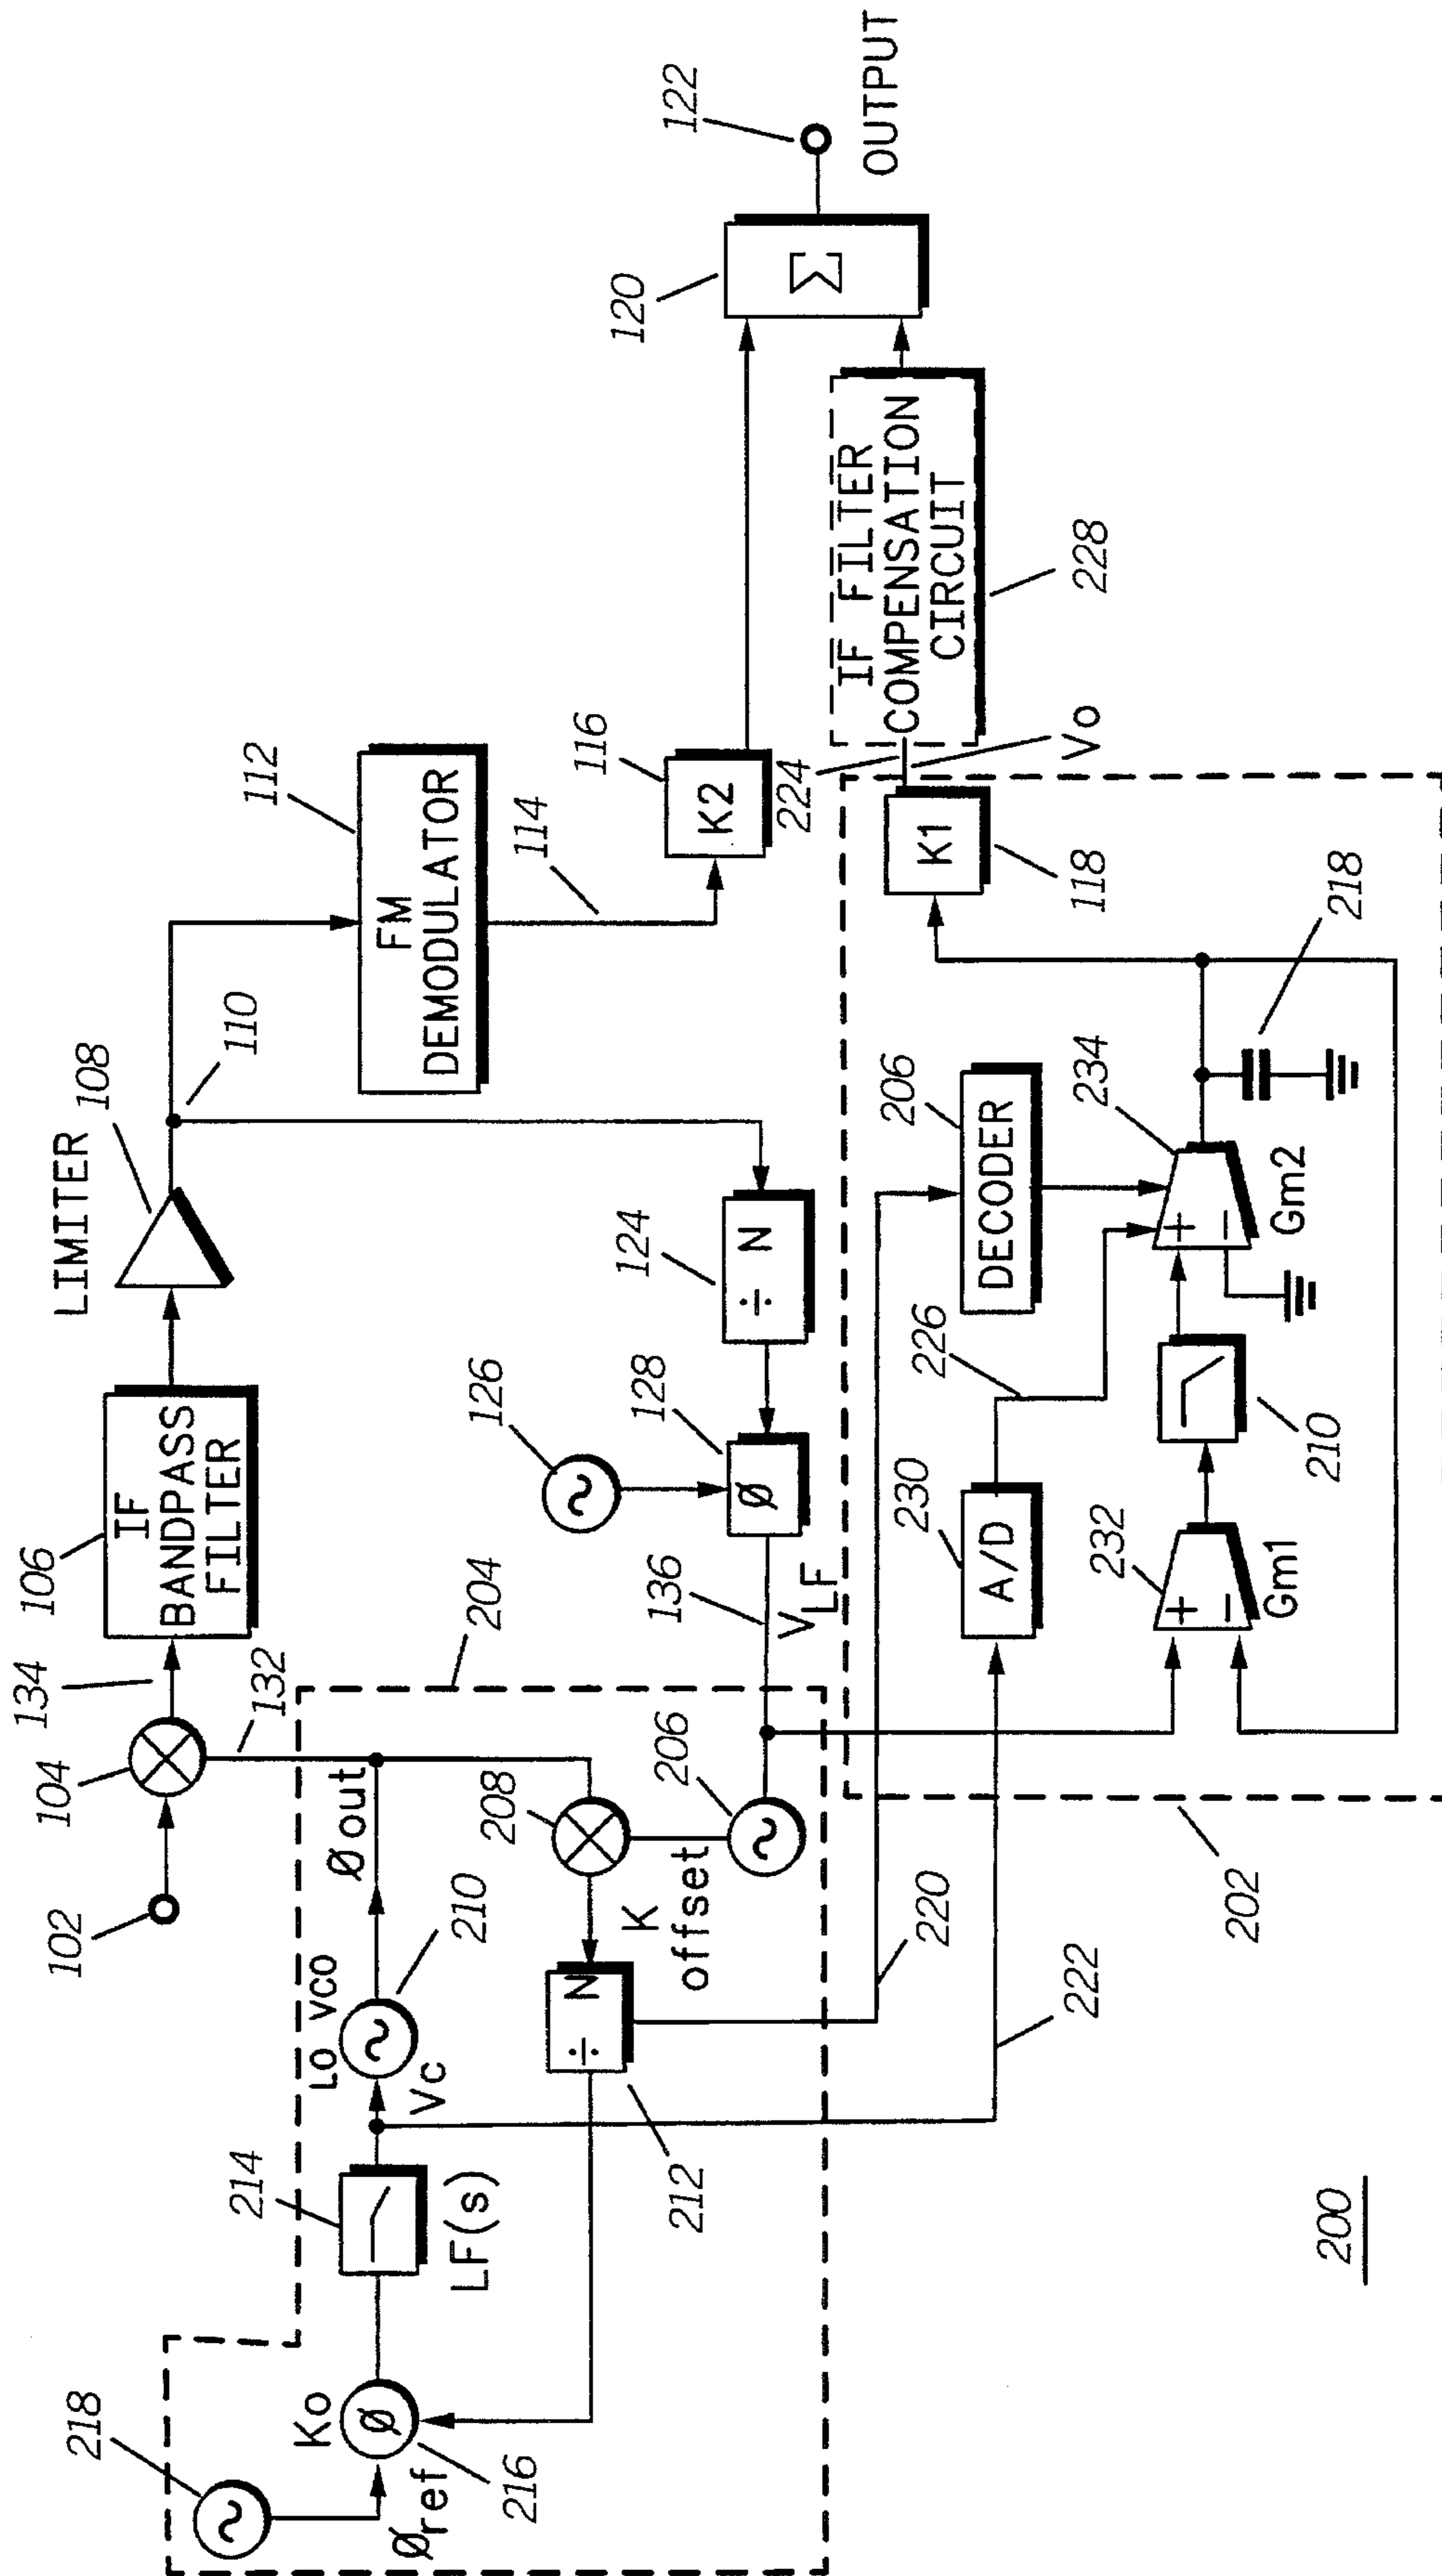 218
Øref
Ko
Ø
216
214
LF(s)
LO VCO
Vc
210
Øout
÷ N
212
K offset
208
206
204
102
104
134
132
106
IF
BANDPASS
FILTER
LIMITER
108
110
112
FM
DEMODULATOR
114
116
K2
120
Σ
122
OUTPUT
126
128
Ø
124
÷ N
136
VLF
220
222
202
230
A/D
226
206
DECODER
232
+
−
Gm1
210
234
+
−
Gm2
218
K1
118
224
Vo
IF FILTER
COMPENSATION
CIRCUIT
228
200